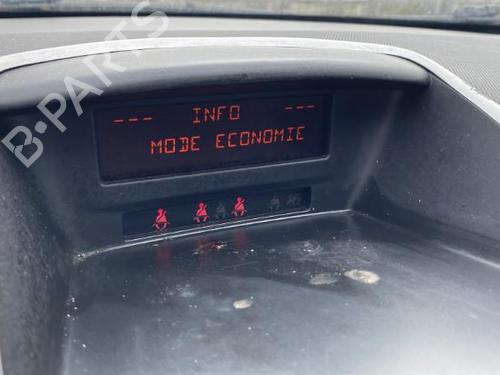 --- INFO ---
MODE ECONOMIE
B-PARTS